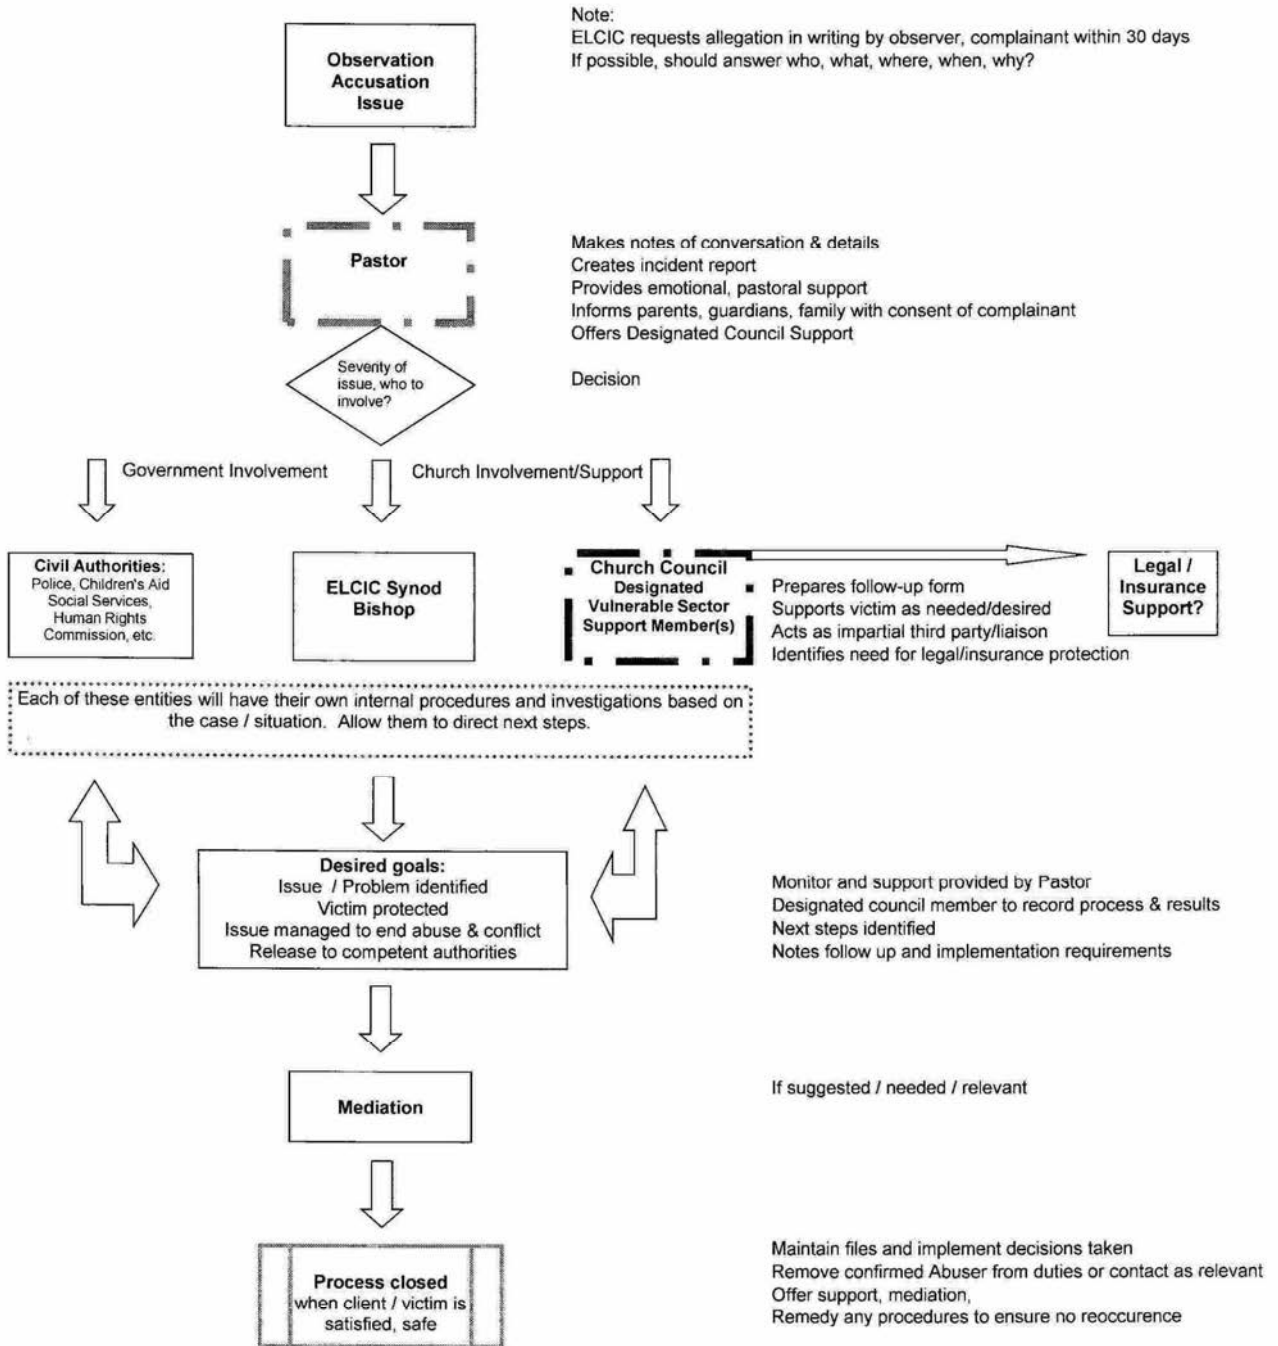 Note:
ELCIC requests allegation in writing by observer, complainant within 30 days
If possible, should answer who, what, where, when, why?
Observation
Accusation
Issue
Pastor
Makes notes of conversation & details
Creates incident report
Provides emotional, pastoral support
Informs parents, guardians, family with consent of complainant
Offers Designated Council Support
Severity of
issue, who to
involve?
Decision
Government Involvement
Church Involvement/Support
Civil Authorities:
Police, Children's Aid
Social Services,
Human Rights
Commission, etc.
ELCIC Synod
Bishop
Church Council
Designated
Vulnerable Sector
Support Member(s)
Prepares follow-up form
Supports victim as needed/desired
Acts as impartial third party/liaison
Identifies need for legal/insurance protection
Legal /
Insurance
Support?
Each of these entities will have their own internal procedures and investigations based on
the case / situation. Allow them to direct next steps.
Desired goals:
Issue / Problem identified
Victim protected
Issue managed to end abuse & conflict
Release to competent authorities
Monitor and support provided by Pastor
Designated council member to record process & results
Next steps identified
Notes follow up and implementation requirements
Mediation
If suggested / needed / relevant
Process closed
when client / victim is
satisfied, safe
Maintain files and implement decisions taken
Remove confirmed Abuser from duties or contact as relevant
Offer support, mediation,
Remedy any procedures to ensure no reoccurence